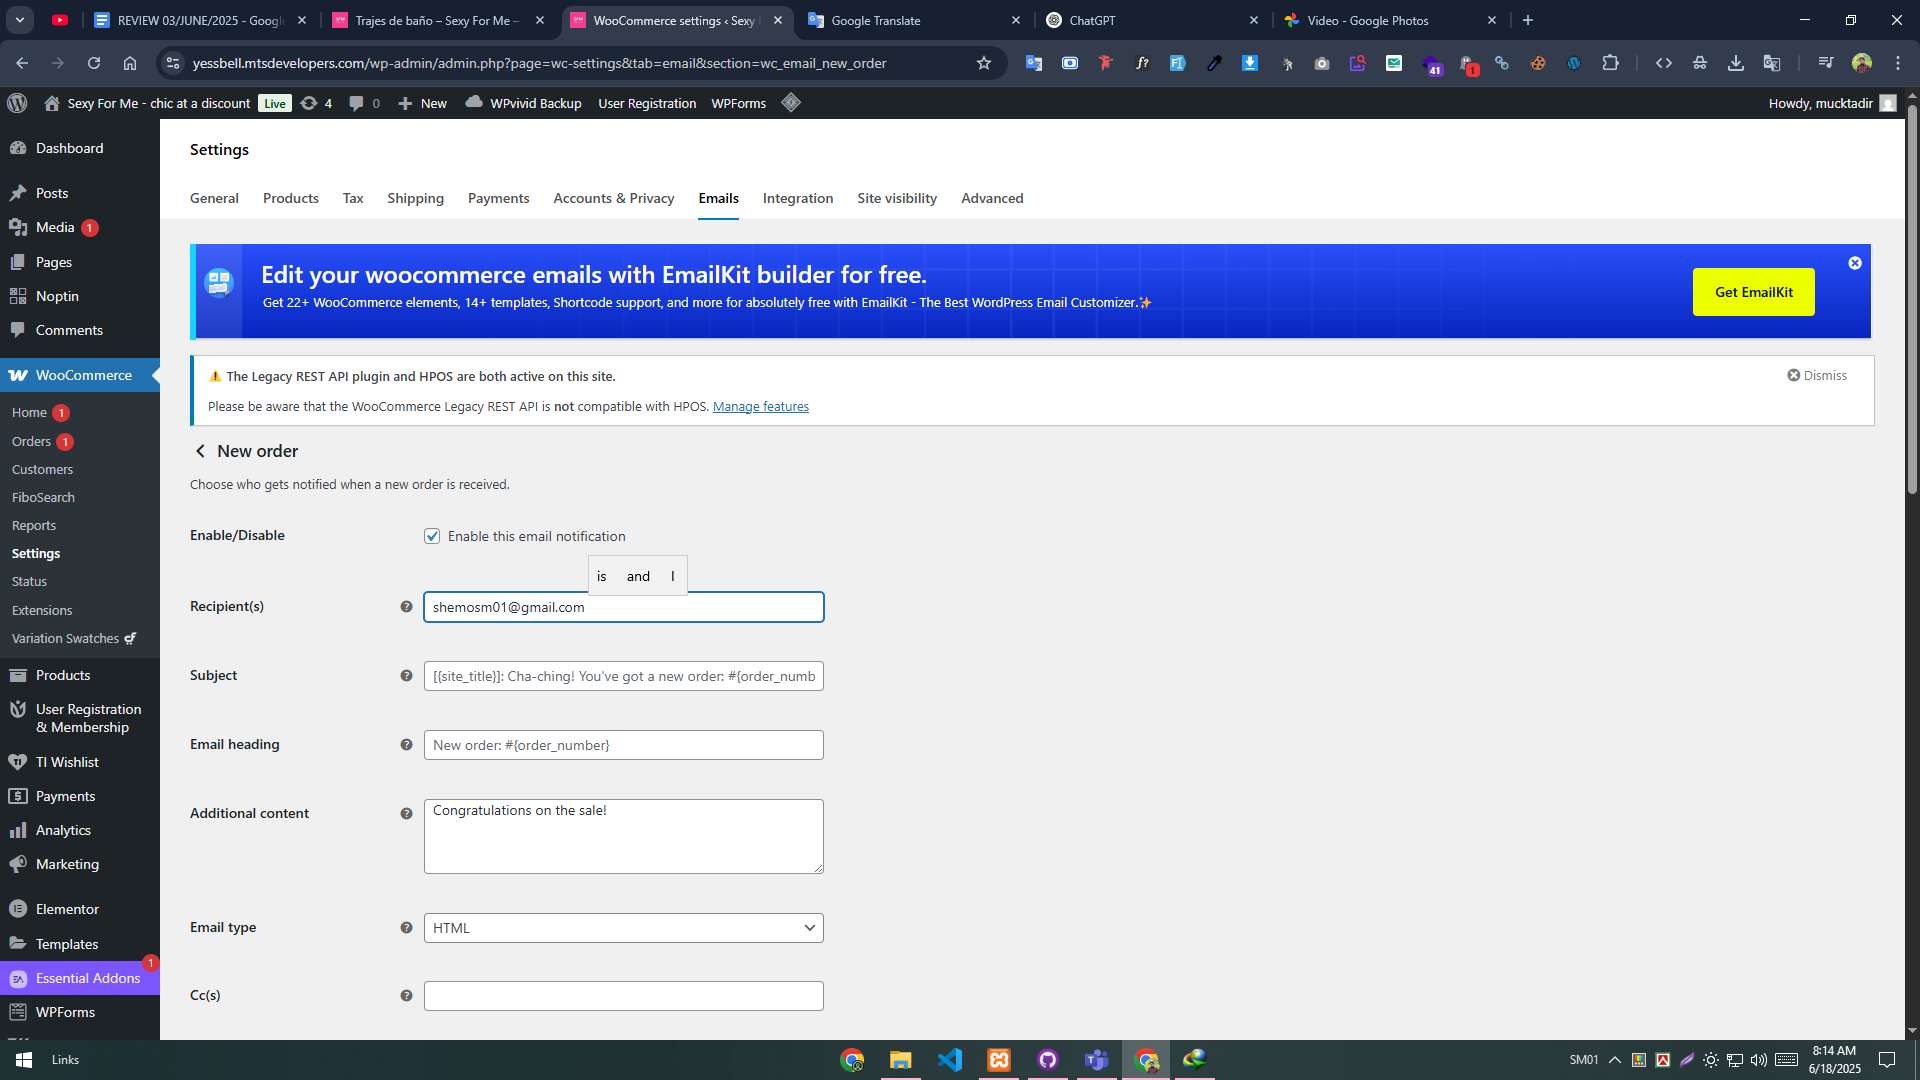 REVIEW 03/JUNE/2025 - Google
Trajes de baño – Sexy For Me –
WooCommerce settings ‹ Sexy
Google Translate
ChatGPT
Video - Google Photos
yessbell.mtsdevelopers.com/wp-admin/admin.php?page=wc-settings&tab=email&section=wc_email_new_order
41
1
Sexy For Me - chic at a discount
Live
4
0
New
WPvivid Backup
User Registration
WPForms
Howdy, mucktadir
Dashboard
Posts
Media 1
Pages
Noptin
Comments
WooCommerce
Home 1
Orders 1
Customers
FiboSearch
Reports
Settings
Status
Extensions
Variation Swatches
Products
User Registration
& Membership
TI Wishlist
Payments
Analytics
Marketing
Elementor
Templates
Essential Addons 1
WPForms
Settings
General
Products
Tax
Shipping
Payments
Accounts & Privacy
Emails
Integration
Site visibility
Advanced
Edit your woocommerce emails with EmailKit builder for free.
Get 22+ WooCommerce elements, 14+ templates, Shortcode support, and more for absolutely free with EmailKit - The Best WordPress Email Customizer.✨
Get EmailKit
⚠️ The Legacy REST API plugin and HPOS are both active on this site.
Dismiss
Please be aware that the WooCommerce Legacy REST API is not compatible with HPOS. Manage features
New order
Choose who gets notified when a new order is received.
Enable/Disable
Enable this email notification
is and I
Recipient(s)
shemosm01@gmail.com
Subject
[{site_title}]: Cha-ching! You've got a new order: #{order_numb
Email heading
New order: #{order_number}
Additional content
Congratulations on the sale!
Email type
HTML
Cc(s)
Links
SM01
8:14 AM
6/18/2025